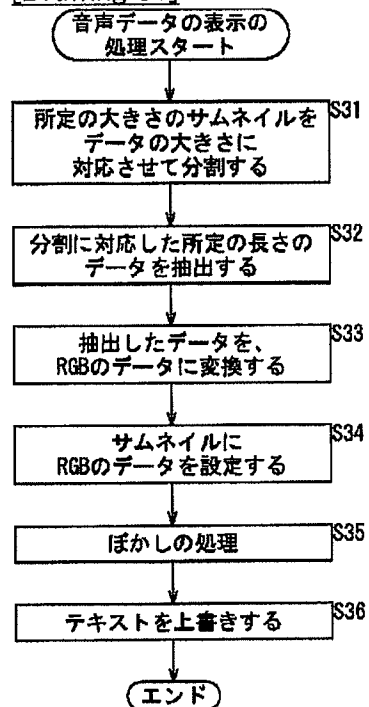 音声データの表示の
処理スタート
S31
所定の大きさのサムネイルを
データの大きさに
対応させて分割する
S32
分割に対応した所定の長さの
データを抽出する
S33
抽出したデータを、
RGBのデータに変換する
S34
サムネイルに
RGBのデータを設定する
S35
ぼかしの処理
S36
テキストを上書きする
エンド